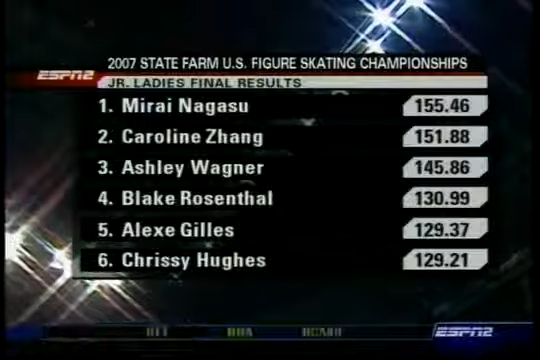 2007 STATE FARM U.S. FIGURE SKATING CHAMPIONSHIPS
ESPN2
JR. LADIES FINAL RESULTS
1. Mirai Nagasu 155.46
2. Caroline Zhang 151.88
3. Ashley Wagner 145.86
4. Blake Rosenthal 130.99
5. Alexe Gilles 129.37
6. Chrissy Hughes 129.21
ESPN2